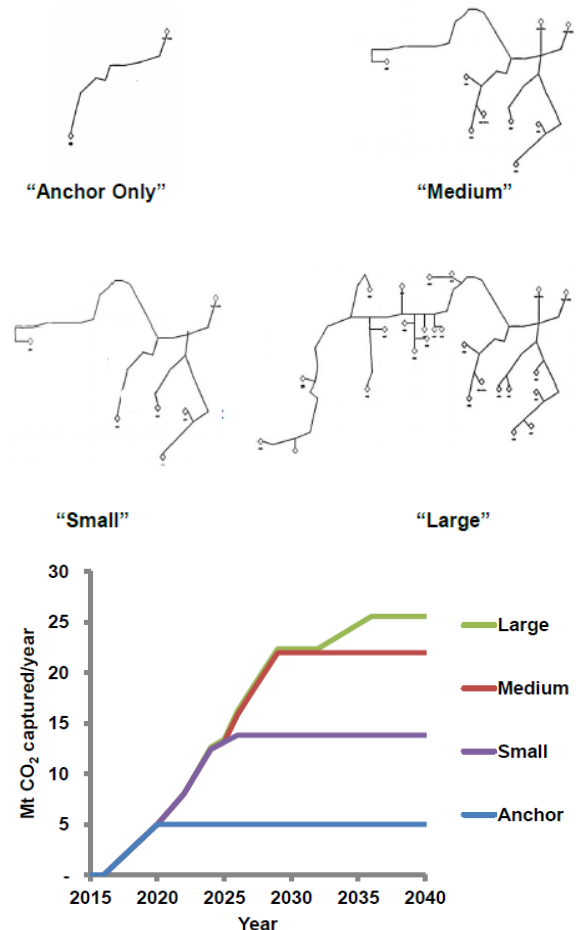 "Anchor Only"
"Medium"
"Small"
"Large"
30
25
20
15
10
5
-
Mt CO2 captured/year
2015 2020 2025 2030 2035 2040
Year
Large
Medium
Small
Anchor